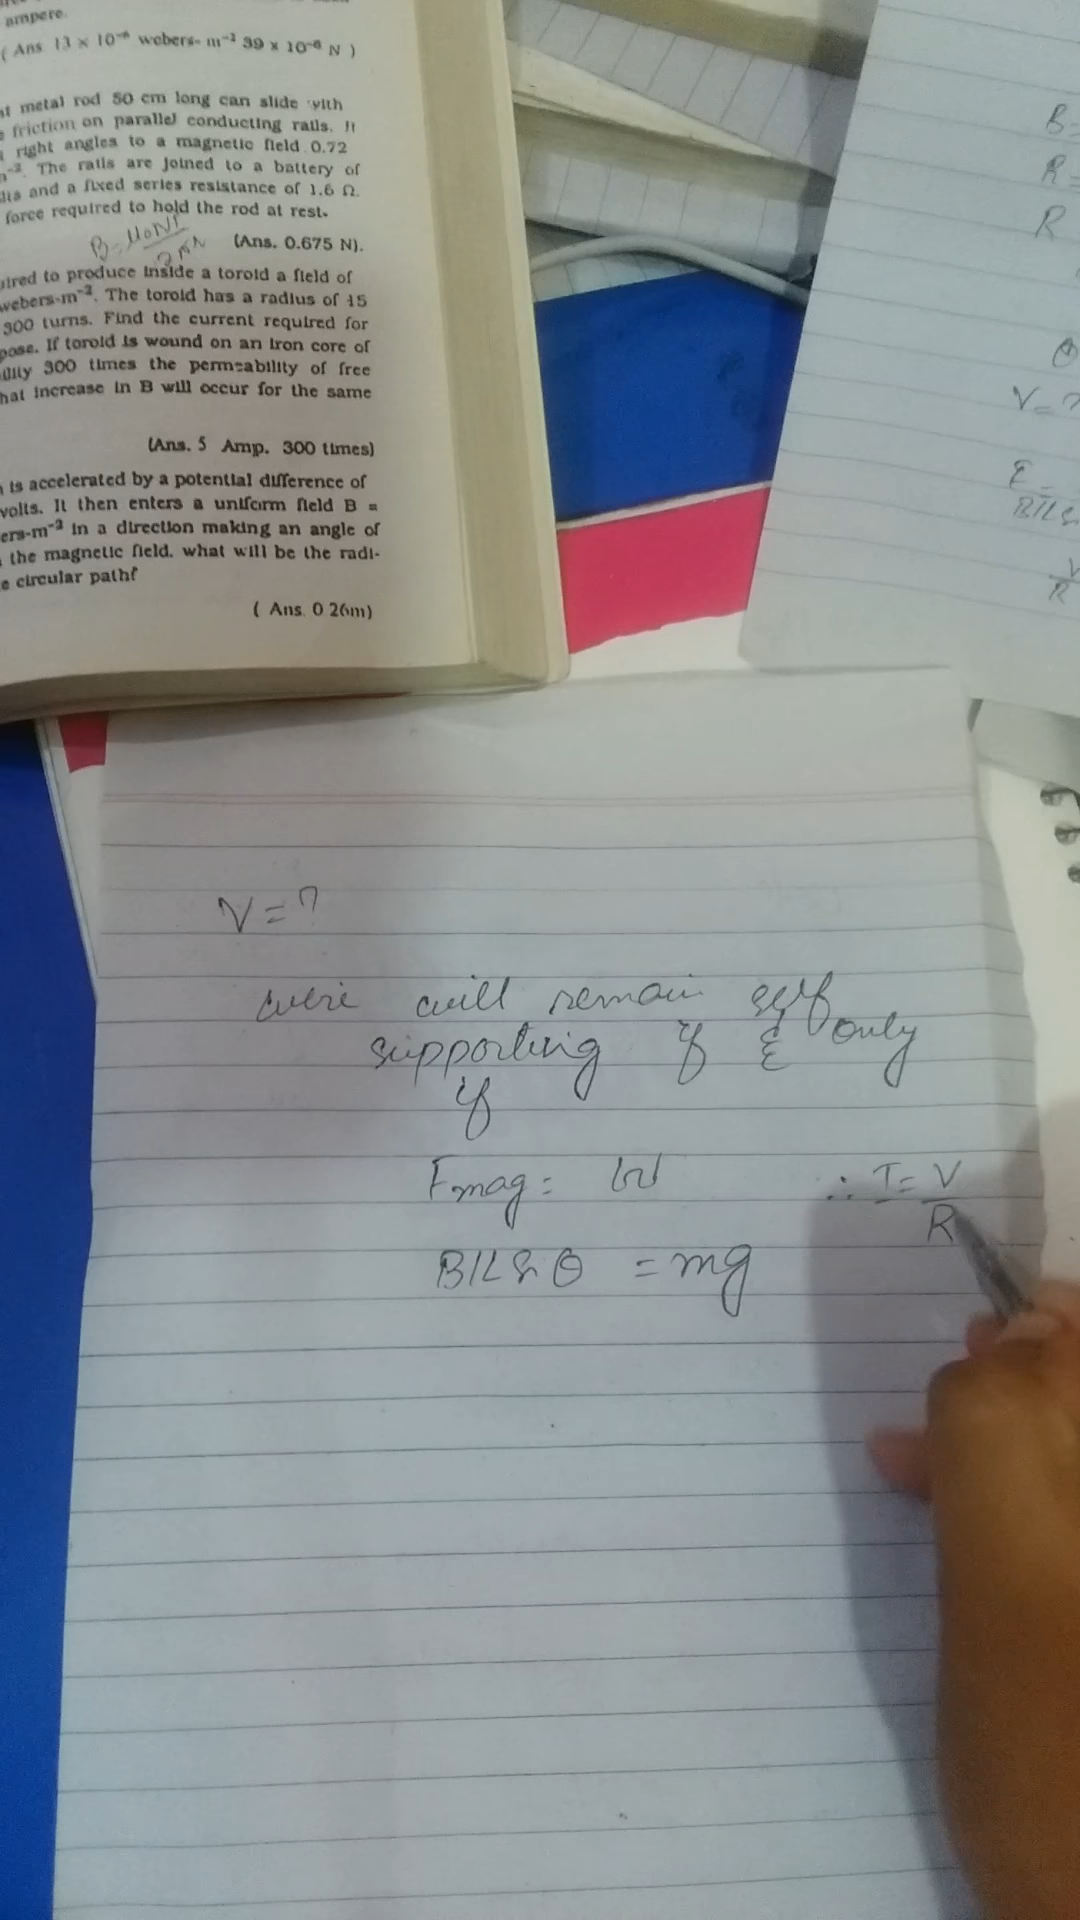 ampere.
( Ans 13 × 10⁻⁶ webers- m⁻² 39 x 10⁻⁶ N )
metal rod 50 cm long can slide with
friction on parallel conducting rails. It
right angles to a magnetic field 0.72
The rails are joined to a battery of
and a fixed series resistance of 1.6 Ω.
force required to hold the rod at rest.
(Ans. 0.675 N).
to produce inside a toroid a field of
webers-m⁻². The toroid has a radius of 15
300 turns. Find the current required for
If toroid is wound on an iron core of
300 times the permeability of free
increase in B will occur for the same
(Ans. 5 Amp. 300 times)
is accelerated by a potential difference of
volts. It then enters a uniform field B =
m⁻² in a direction making an angle of
the magnetic field. what will be the radi-
circular path?
( Ans. 0 26m)
B=
R=
R
θ
V=?
V
R
V=?
wire will remain self
supporting if & only
if
Fmag = W ∴ I = V
R
BIL Sin θ = mg